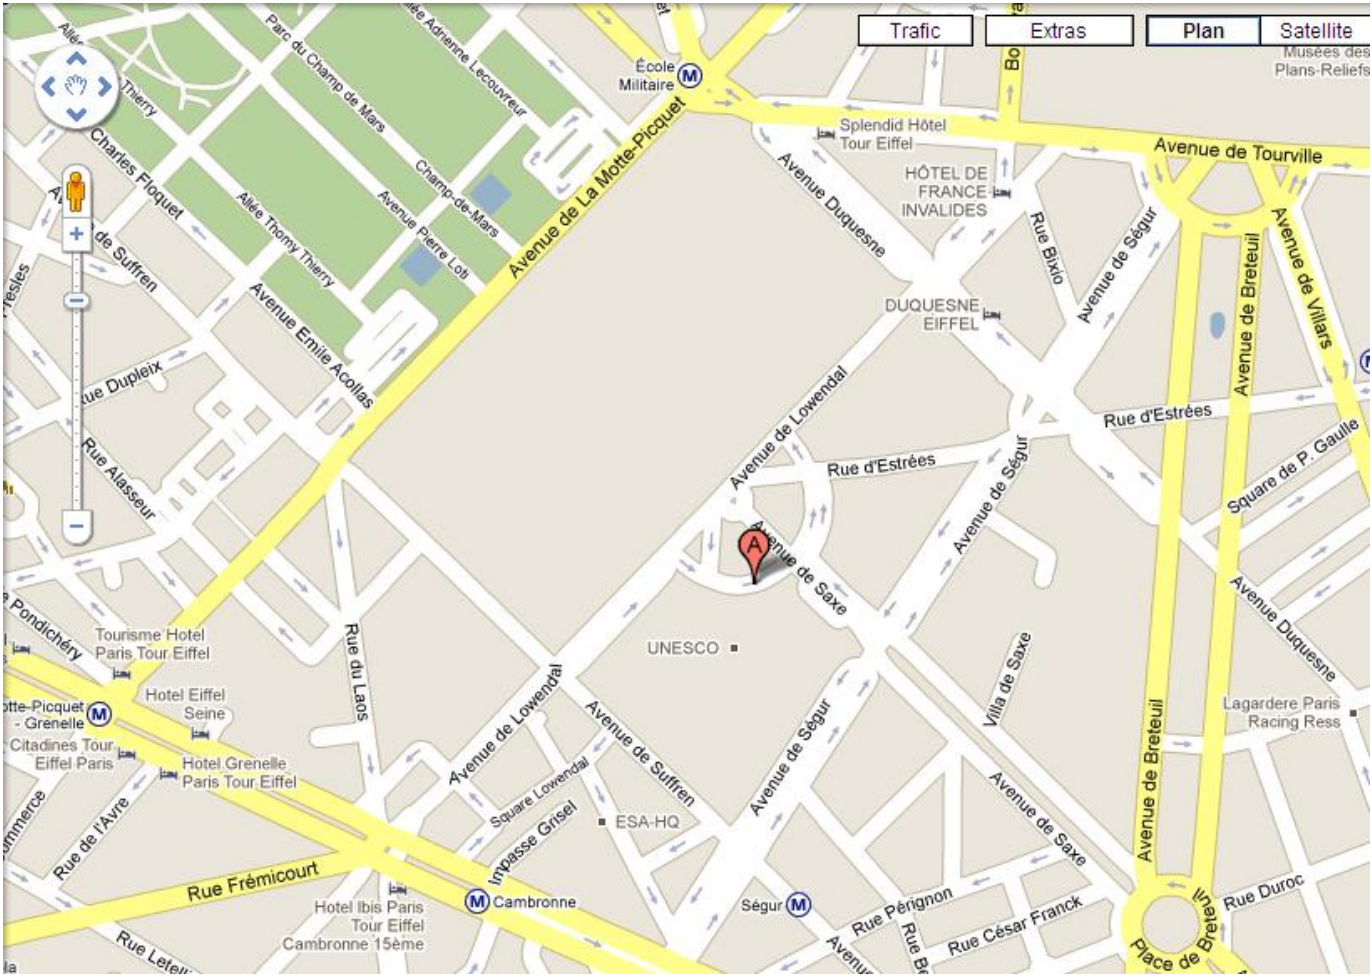 Trafic
Extras
Plan
Satellite
Musées des
Plans-Reliefs
École
Militaire
Parc du Champ de Mars
Adrienne Lecouvreur
Thierry
Charles Floquet
Allée Thomy Thierry
Champ-de-Mars
Avenue Pierre Loti
Avenue de La Motte-Picquet
Splendid Hôtel
Tour Eiffel
Avenue de Tourville
HÔTEL DE
FRANCE
INVALIDES
Avenue Duquesne
Rue Bixio
Avenue de Ségur
Avenue de Breteuil
Avenue de Villars
de Suffren
Avenue Emile Acollas
DUQUESNE
EIFFEL
Rue Dupleix
Avenue de Lowendal
Rue d'Estrées
Rue d'Estrées
Square de P. Gaulle
Rue Alasseur
Avenue de Ségur
A
Avenue de Saxe
Avenue Duquesne
Pondichéry
Tourisme Hotel
Paris Tour Eiffel
Rue du Laos
UNESCO
Villa de Saxe
Hotel Eiffel
Seine
otte-Picquet
- Grenelle
Citadines Tour
Eiffel Paris
Hotel Grenelle
Paris Tour Eiffel
Avenue de Lowendal
Avenue de Suffren
Avenue de Ségur
Lagardere Paris
Racing Ress
Avenue de Breteuil
Square Lowendal
Impasse Grisel
ESA-HQ
Avenue de Saxe
ommerce
Rue de l'Avre
Rue Frémicourt
Hotel Ibis Paris
Tour Eiffel
Cambronne 15ème
Cambronne
Ségur
Avenue
Rue Pérignon
Rue César Franck
Rue Duroc
Place de Breteuil
Rue Letelli